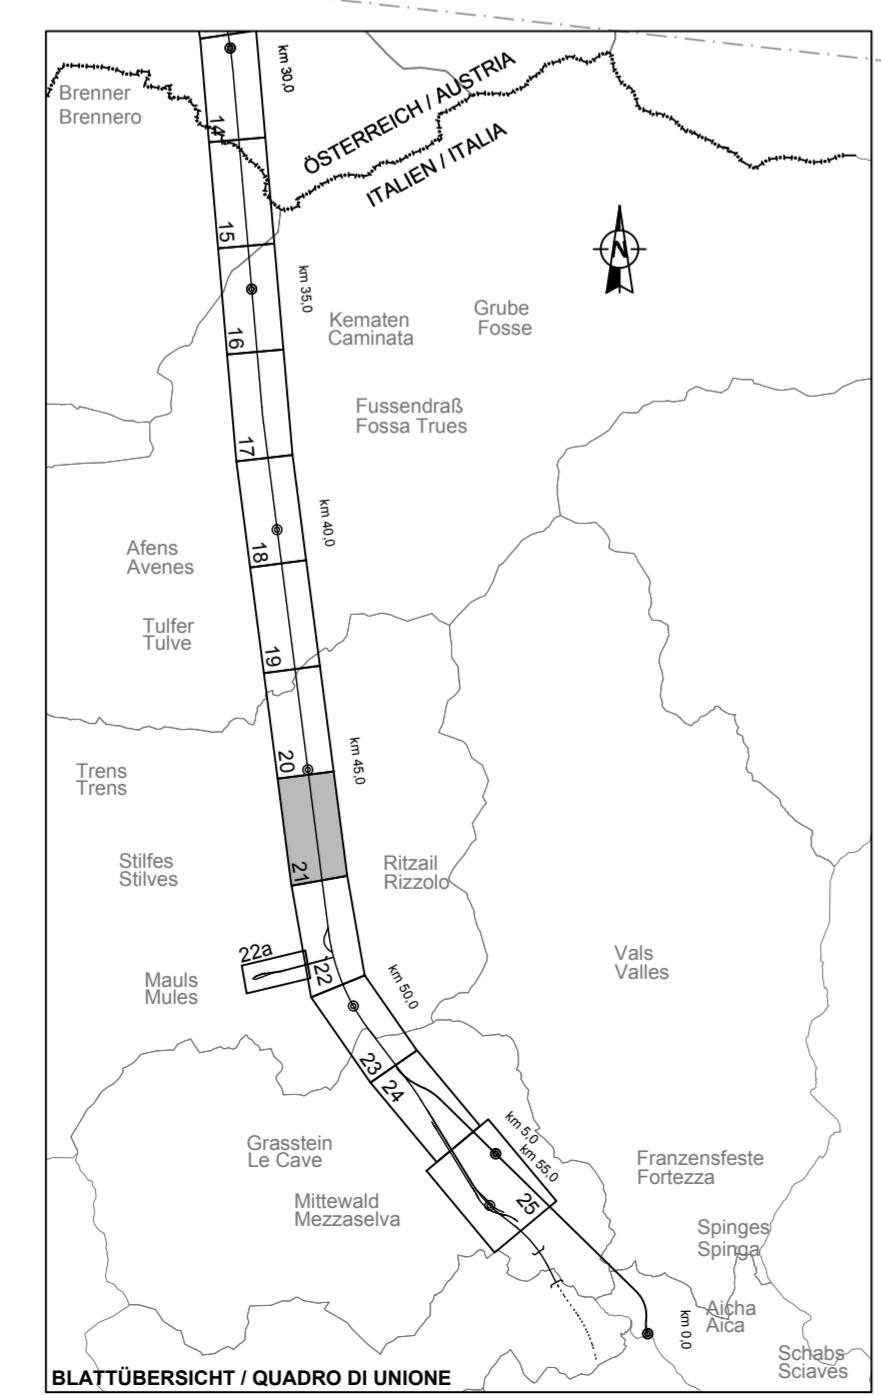 km 30,0
Brenner
Brennero
14
ÖSTERREICH / AUSTRIA
ITALIEN / ITALIA
15
N
km 35,0
16
Kematen
Caminata
Grube
Fosse
Fussendraß
Fossa Trues
17
km 40,0
18
Afens
Avenes
Tulfer
Tulve
19
km 45,0
20
Trens
Trens
21
Stilfes
Stilves
Ritzail
Rizzolo
22a
22
km 50,0
Mauls
Mules
Vals
Valles
23
24
km 5,0
km 55,0
25
Grasstein
Le Cave
Mittewald
Mezzaselva
Franzensfeste
Fortezza
Spinges
Spinga
km 0,0
Aicha
Aica
Schabs
Sciaves
BLATTÜBERSICHT / QUADRO DI UNIONE